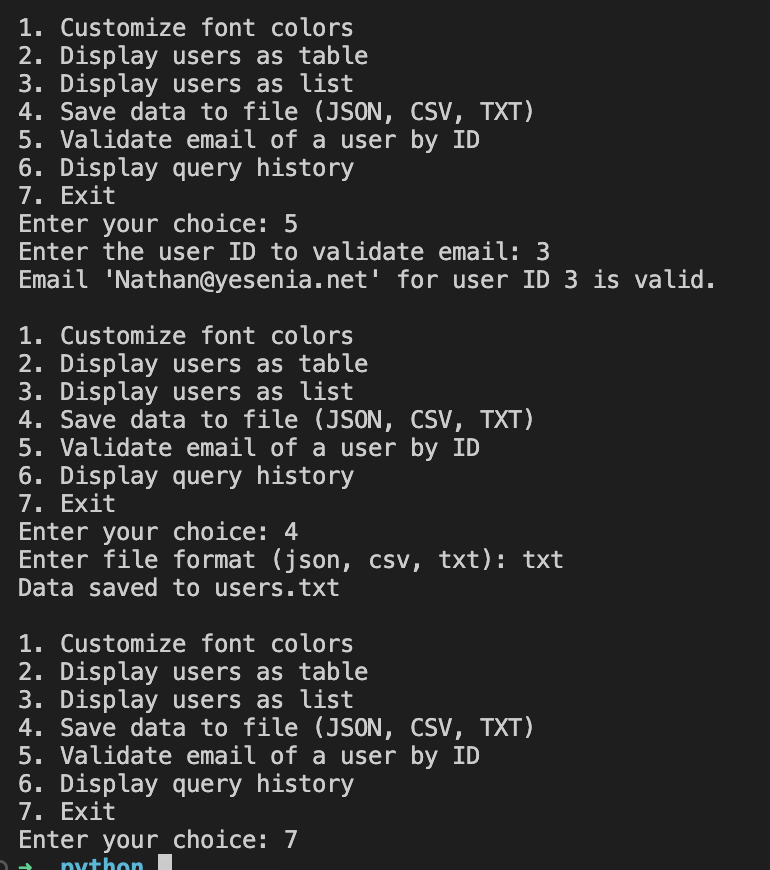 1. Customize font colors
2. Display users as table
3. Display users as list
4. Save data to file (JSON, CSV, TXT)
5. Validate email of a user by ID
6. Display query history
7. Exit
Enter your choice: 5
Enter the user ID to validate email: 3
Email 'Nathan@yesenia.net' for user ID 3 is valid.
1. Customize font colors
2. Display users as table
3. Display users as list
4. Save data to file (JSON, CSV, TXT)
5. Validate email of a user by ID
6. Display query history
7. Exit
Enter your choice: 4
Enter file format (json, csv, txt): txt
Data saved to users.txt
1. Customize font colors
2. Display users as table
3. Display users as list
4. Save data to file (JSON, CSV, TXT)
5. Validate email of a user by ID
6. Display query history
7. Exit
Enter your choice: 7
→ python